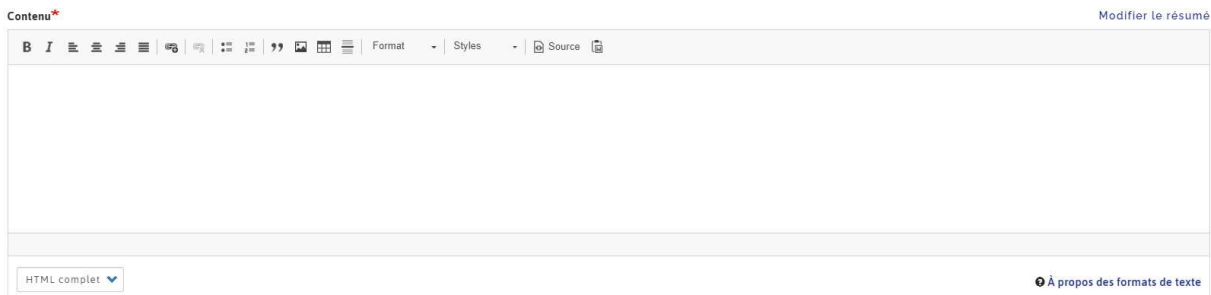 Contenu*
Modifier le résumé
B I Format Styles Source
HTML complet
À propos des formats de texte